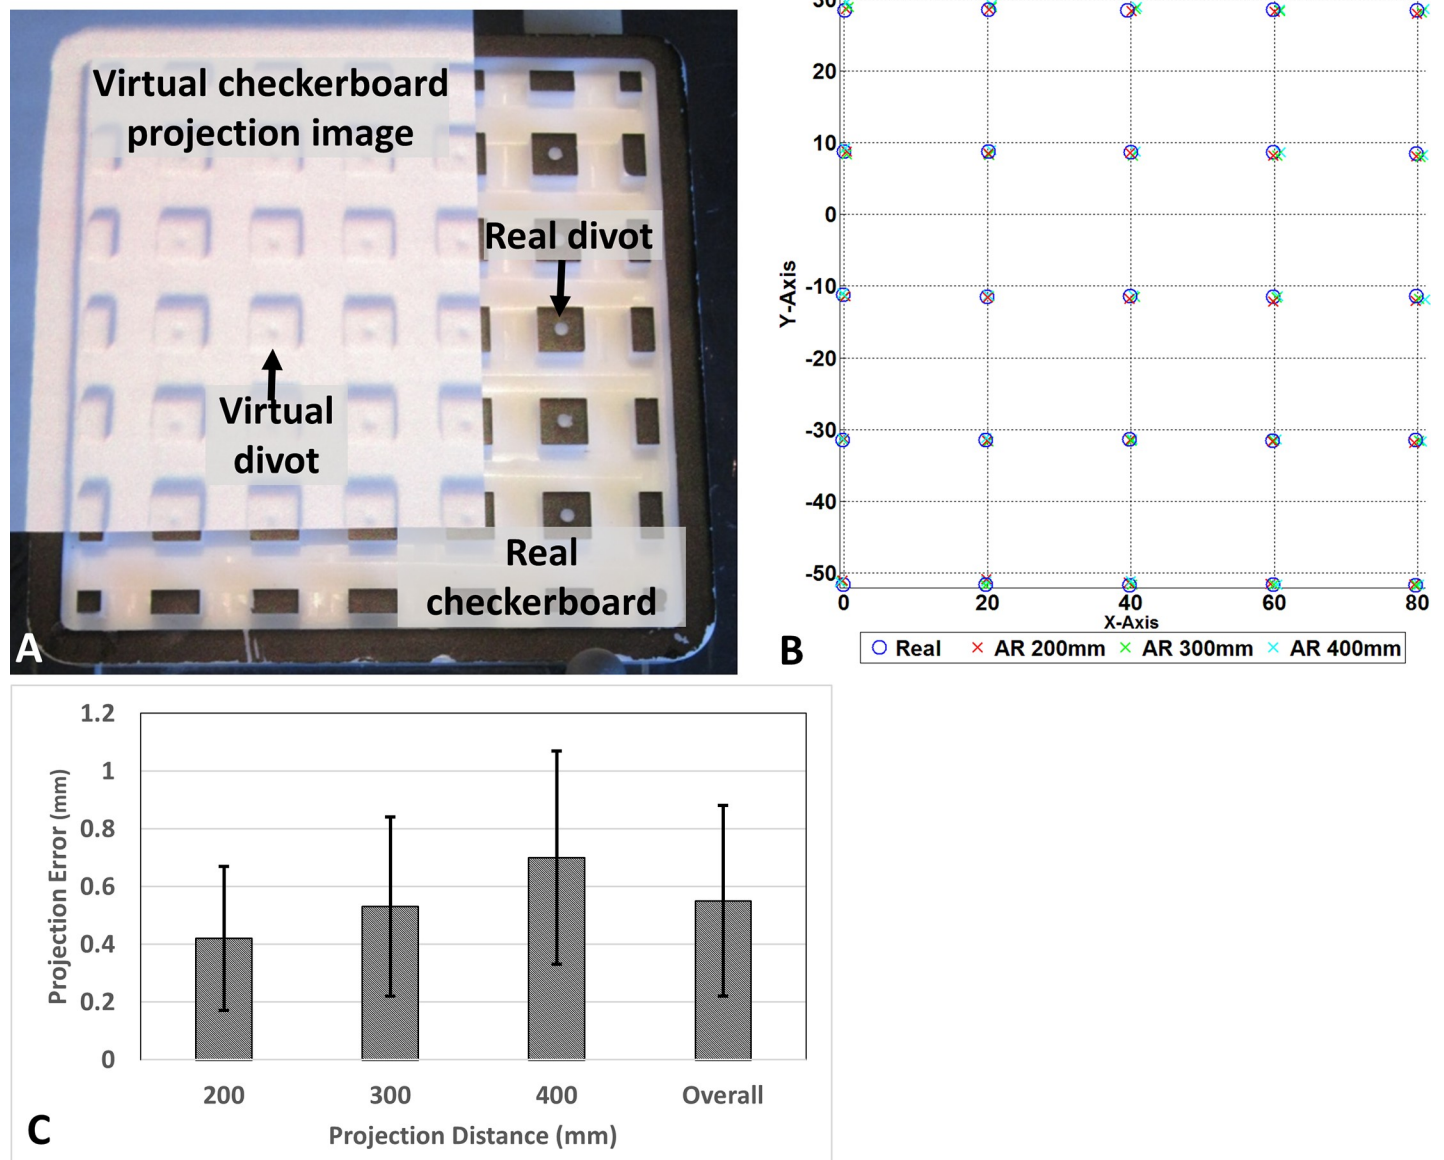 Virtual checkerboard
projection image
Real divot
Virtual
divot
Real
checkerboard
A
30
20
10
0
-10
-20
-30
-40
-50
Y-Axis
0 20 40 60 80
X-Axis
B
Real AR 200mm AR 300mm AR 400mm
1.2
1
0.8
0.6
0.4
0.2
0
Projection Error (mm)
200 300 400 Overall
Projection Distance (mm)
C